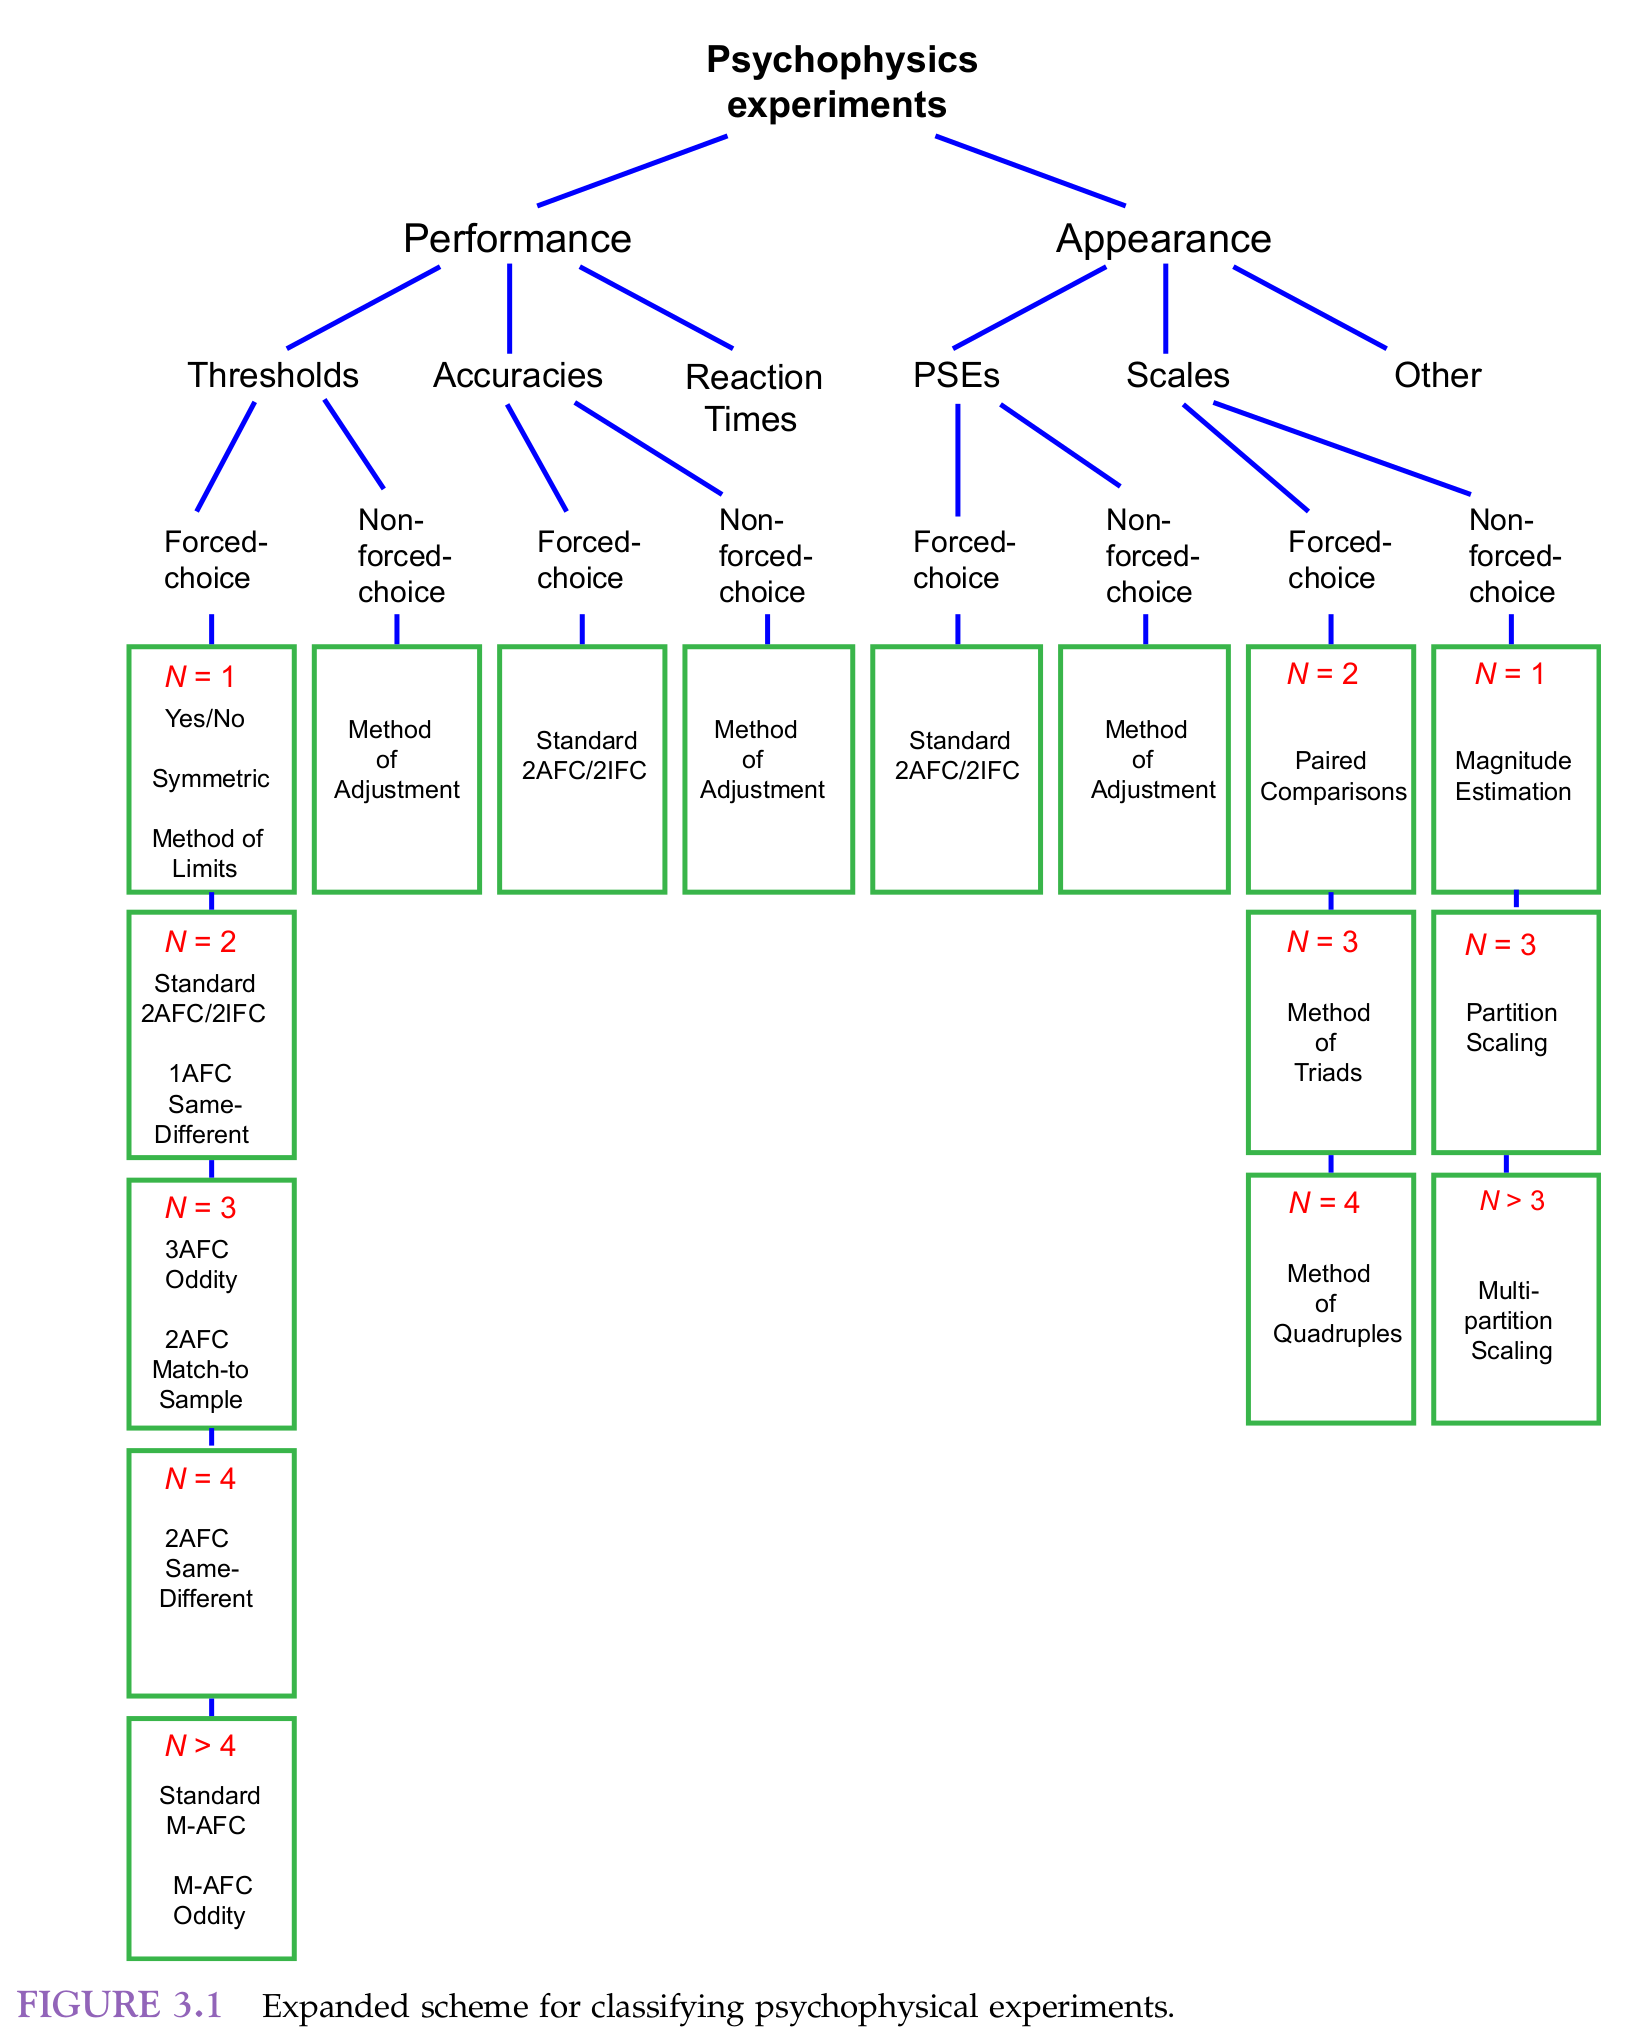 Psychophysics
experiments
Performance
Appearance
Thresholds
Accuracies
Reaction
Times
PSEs
Scales
Other
Forced-
choice
Non-
forced-
choice
Forced-
choice
Non-
forced-
choice
Forced-
choice
Non-
forced-
choice
Forced-
choice
Non-
forced-
choice
N = 1
Yes/No
Symmetric
Method of
Limits
Method
of
Adjustment
Standard
2AFC/2IFC
Method
of
Adjustment
Standard
2AFC/2IFC
Method
of
Adjustment
N = 2
Paired
Comparisons
N = 1
Magnitude
Estimation
N = 2
Standard
2AFC/2IFC
1AFC
Same-
Different
N = 3
Method
of
Triads
N = 3
Partition
Scaling
N = 3
3AFC
Oddity
2AFC
Match-to
Sample
N = 4
Method
of
Quadruples
N > 3
Multi-
partition
Scaling
N = 4
2AFC
Same-
Different
N > 4
Standard
M-AFC
M-AFC
Oddity
FIGURE 3.1 Expanded scheme for classifying psychophysical experiments.